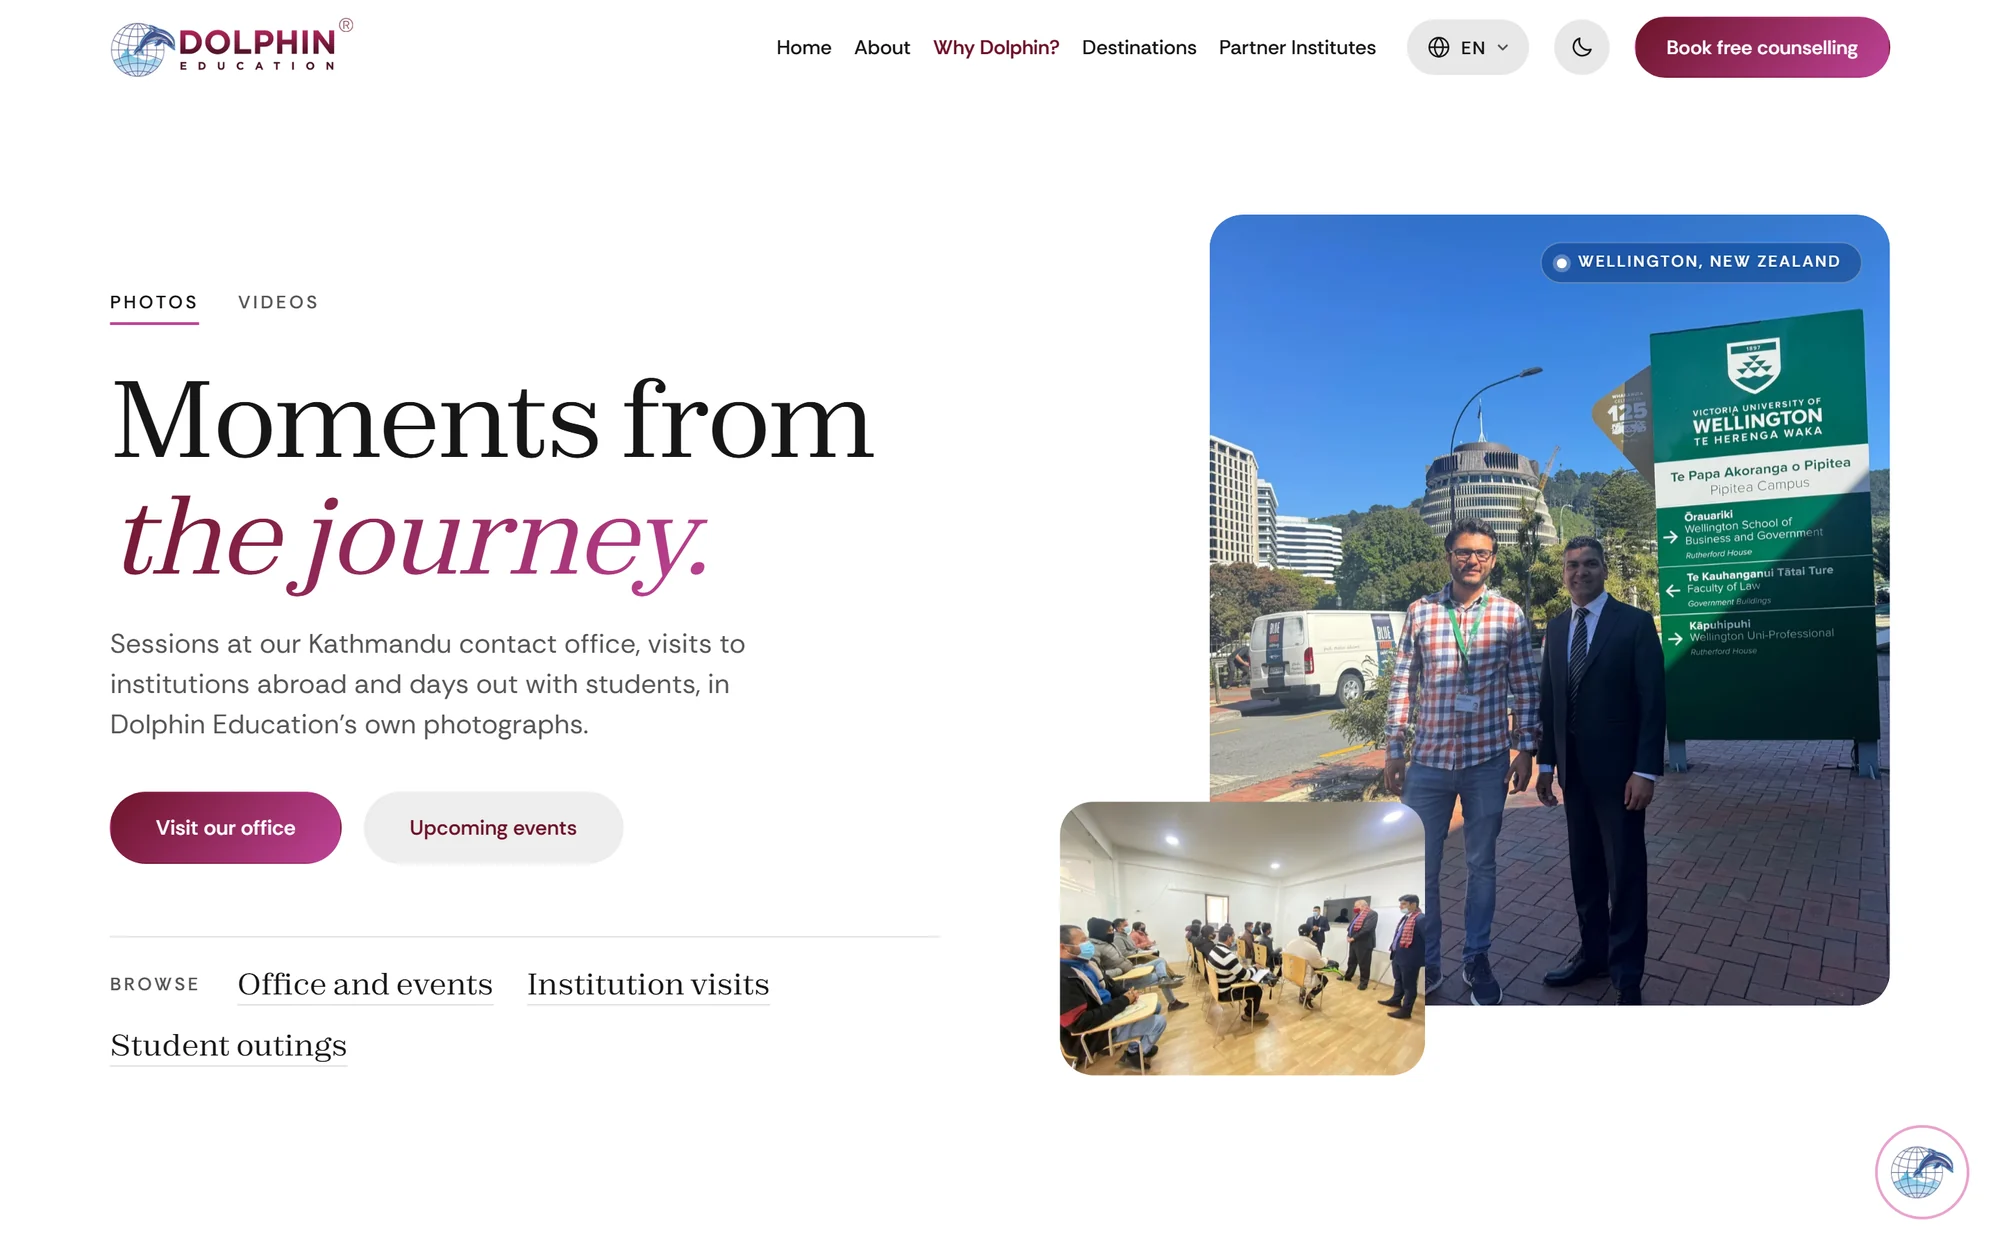 DOLPHIN®
EDUCATION
Home
About
Why Dolphin?
Destinations
Partner Institutes
EN
Book free counselling
PHOTOS
VIDEOS
Moments from
the journey.
Sessions at our Kathmandu contact office, visits to
institutions abroad and days out with students, in
Dolphin Education’s own photographs.
Visit our office
Upcoming events
BROWSE
Office and events
Institution visits
Student outings
WELLINGTON, NEW ZEALAND
1897
VICTORIA UNIVERSITY OF
WELLINGTON
TE HERENGA WAKA
125
Te Papa Akoranga o Pipitea
Pipitea Campus
Ōrauariki
Wellington School of
Business and Government
Rutherford House
Te Kauhanganui Tātai Ture
Faculty of Law
Government Buildings
Kāpuhipuhi
Wellington Uni-Professional
Rutherford House